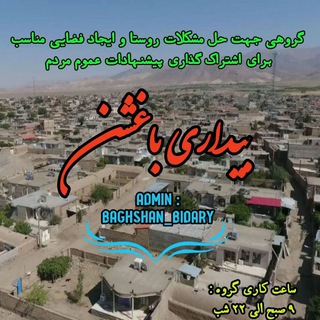 گروهی جهت حل مشکلات روستا و ایجاد فضایی مناسب
برای اشتراک گذاری پیشنهادات عموم مردم
بیداری باغشن
ADMIN :
BAGHSHAN_BIDARY
ساعت کاری گروه :
۹ صبح الی ۲۲ شب